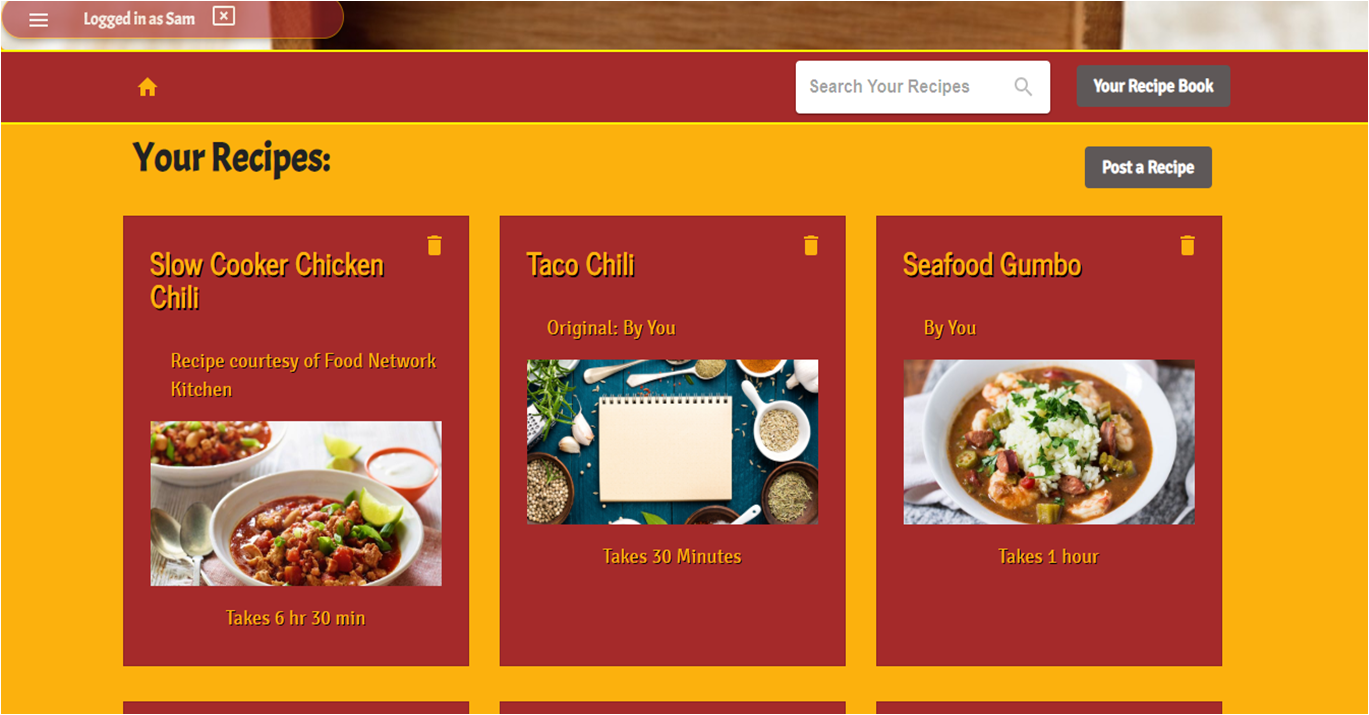 Logged in as Sam
Search Your Recipes
Your Recipe Book
Your Recipes:
Post a Recipe
Slow Cooker Chicken
Chili
Recipe courtesy of Food Network
Kitchen
Takes 6 hr 30 min
Taco Chili
Original: By You
Takes 30 Minutes
Seafood Gumbo
By You
Takes 1 hour